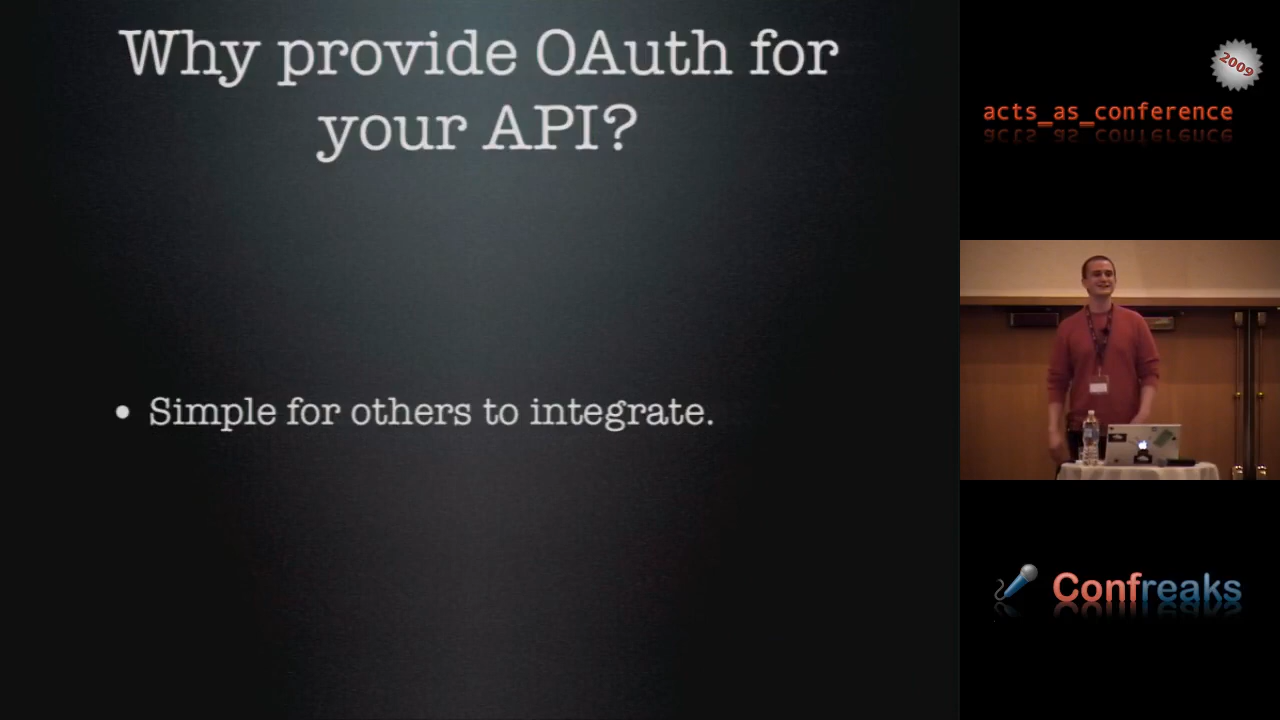 Why provide OAuth for
your API?
• Simple for others to integrate.
2009
acts_as_conference
Confreaks